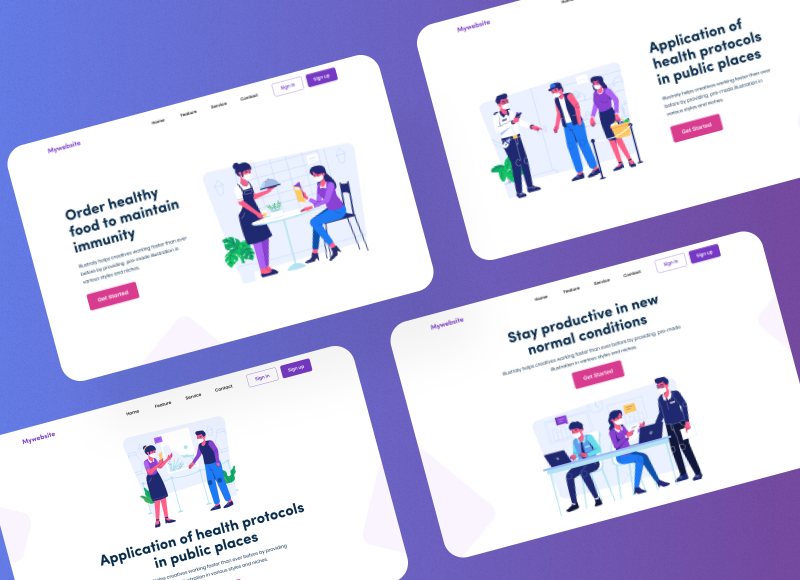 Mywebsite
Home
Feature
Service
Contact
Sign in
Sign up
Order healthy
food to maintain
immunity
Illustraly helps creatives working faster than ever
before by providing pre-made illustration in
various styles and niches.
Get Started
Mywebsite
Home
Application of
health protocols
in public places
Illustraly helps creatives working faster than ever
before by providing pre-made illustration in
various styles and niches.
Get Started
Mywebsite
Home
Feature
Service
Contact
Sign in
Sign up
Application of health protocols
in public places
creatives working faster than ever before by providing
illustration in various styles and niches.
Mywebsite
Home
Feature
Service
Contact
Sign in
Sign up
Stay productive in new
normal conditions
Illustraly helps creatives working faster than ever before by providing pre-made
illustration in various styles and niches.
Get Started